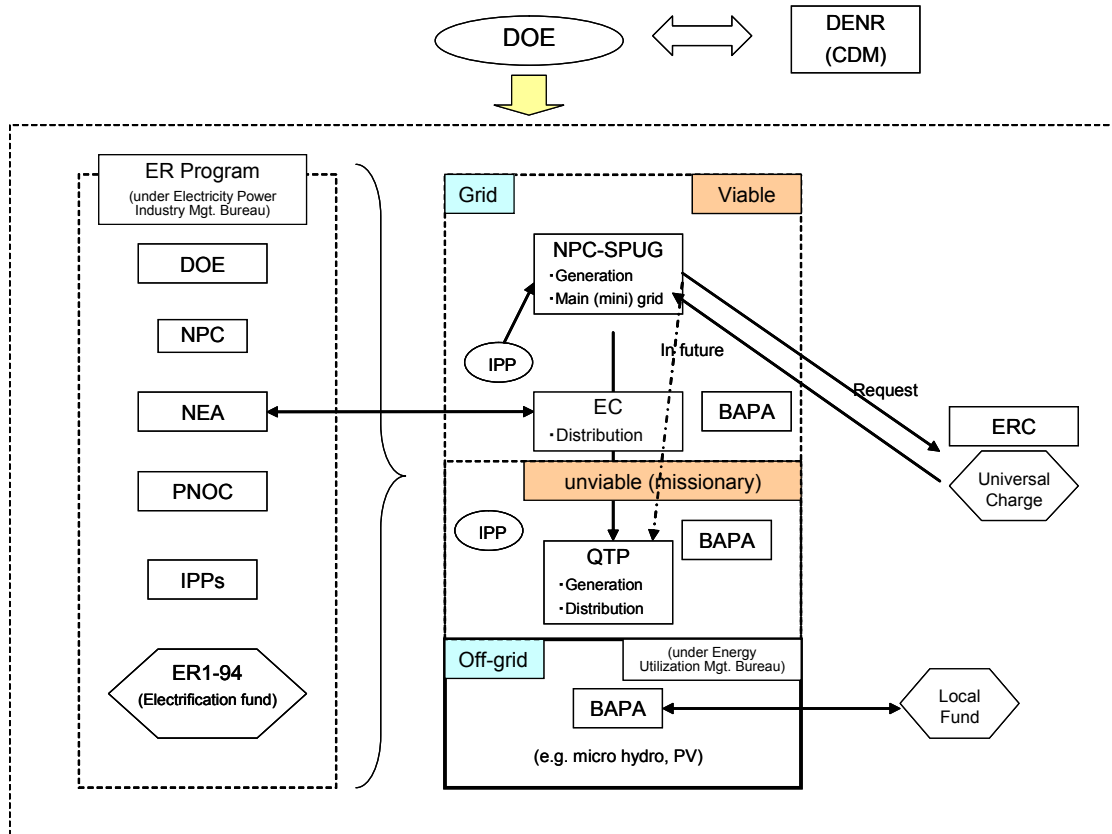 DOE
DENR
(CDM)
ER Program
(under Electricity Power
Industry Mgt. Bureau)
DOE
NPC
NEA
PNOC
IPPs
ER1-94
(Electrification fund)
Grid
Viable
NPC-SPUG
・Generation
・Main (mini) grid
IPP
In future
Request
EC
・Distribution
BAPA
ERC
Universal
Charge
unviable (missionary)
IPP
BAPA
QTP
・Generation
・Distribution
Off-grid
(under Energy
Utilization Mgt. Bureau)
BAPA
(e.g. micro hydro, PV)
Local
Fund